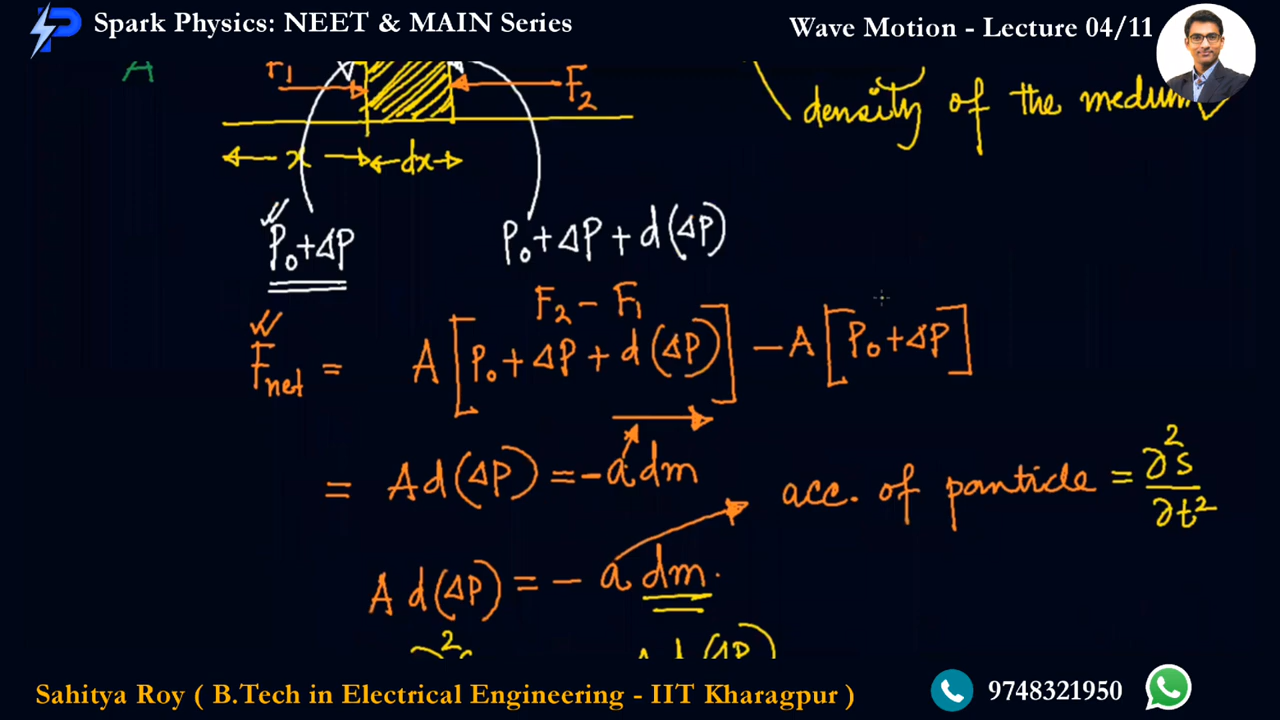 Spark Physics: NEET & MAIN Series
Wave Motion - Lecture 04/11
A
F₁
F₂
density of the medium
x
dx
P₀+ΔP
P₀+ΔP+d(ΔP)
F₂ - F₁
Fnet = A[P₀+ΔP+d(ΔP)] - A[P₀+ΔP]
= Ad(ΔP) = -a dm
acc. of particle = ∂²s/∂t²
A d(ΔP) = - a dm.
Sahitya Roy ( B.Tech in Electrical Engineering - IIT Kharagpur )
9748321950